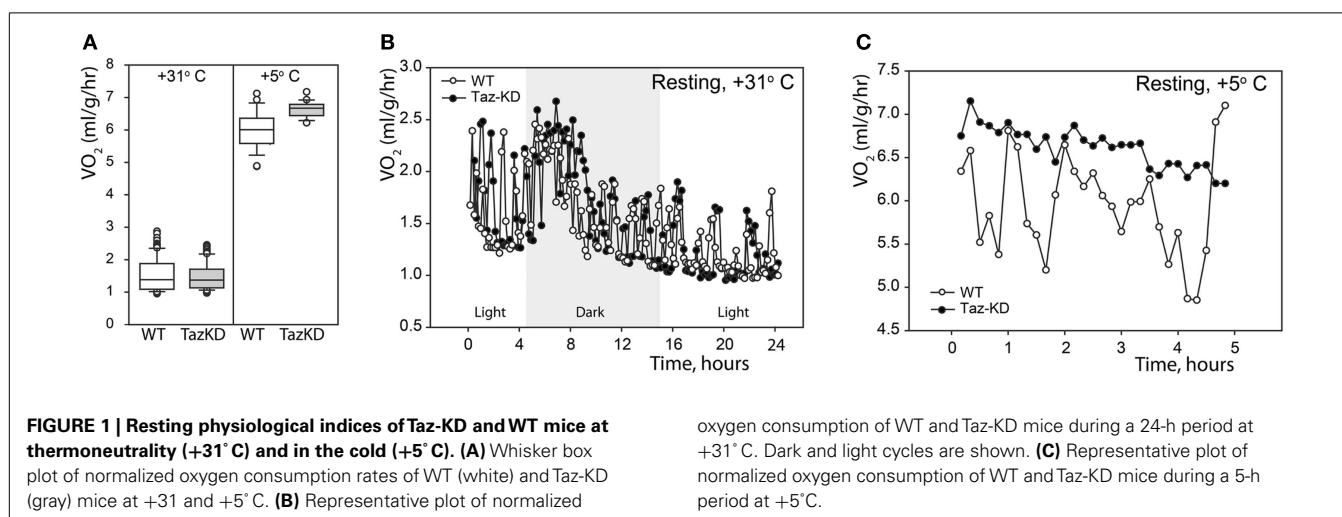 A
+31° C
+5° C
VO2 (ml/g/hr)
8
7
6
5
4
3
2
1
0
WT
TazKD
WT
TazKD
B
Resting, +31° C
WT
Taz-KD
VO2 (ml/g/hr)
3.0
2.5
2.0
1.5
1.0
0.5
Light
Dark
Light
0
4
8
12
16
20
24
Time, hours
C
Resting, +5° C
VO2 (ml/g/hr)
7.5
7.0
6.5
6.0
5.5
5.0
4.5
WT
Taz-KD
0
1
2
3
4
5
Time, hours
FIGURE 1 | Resting physiological indices of Taz-KD and WT mice at
thermoneutrality (+31°C) and in the cold (+5°C). (A) Whisker box
plot of normalized oxygen consumption rates of WT (white) and Taz-KD
(gray) mice at +31 and +5°C. (B) Representative plot of normalized
oxygen consumption of WT and Taz-KD mice during a 24-h period at
+31°C. Dark and light cycles are shown. (C) Representative plot of
normalized oxygen consumption of WT and Taz-KD mice during a 5-h
period at +5°C.